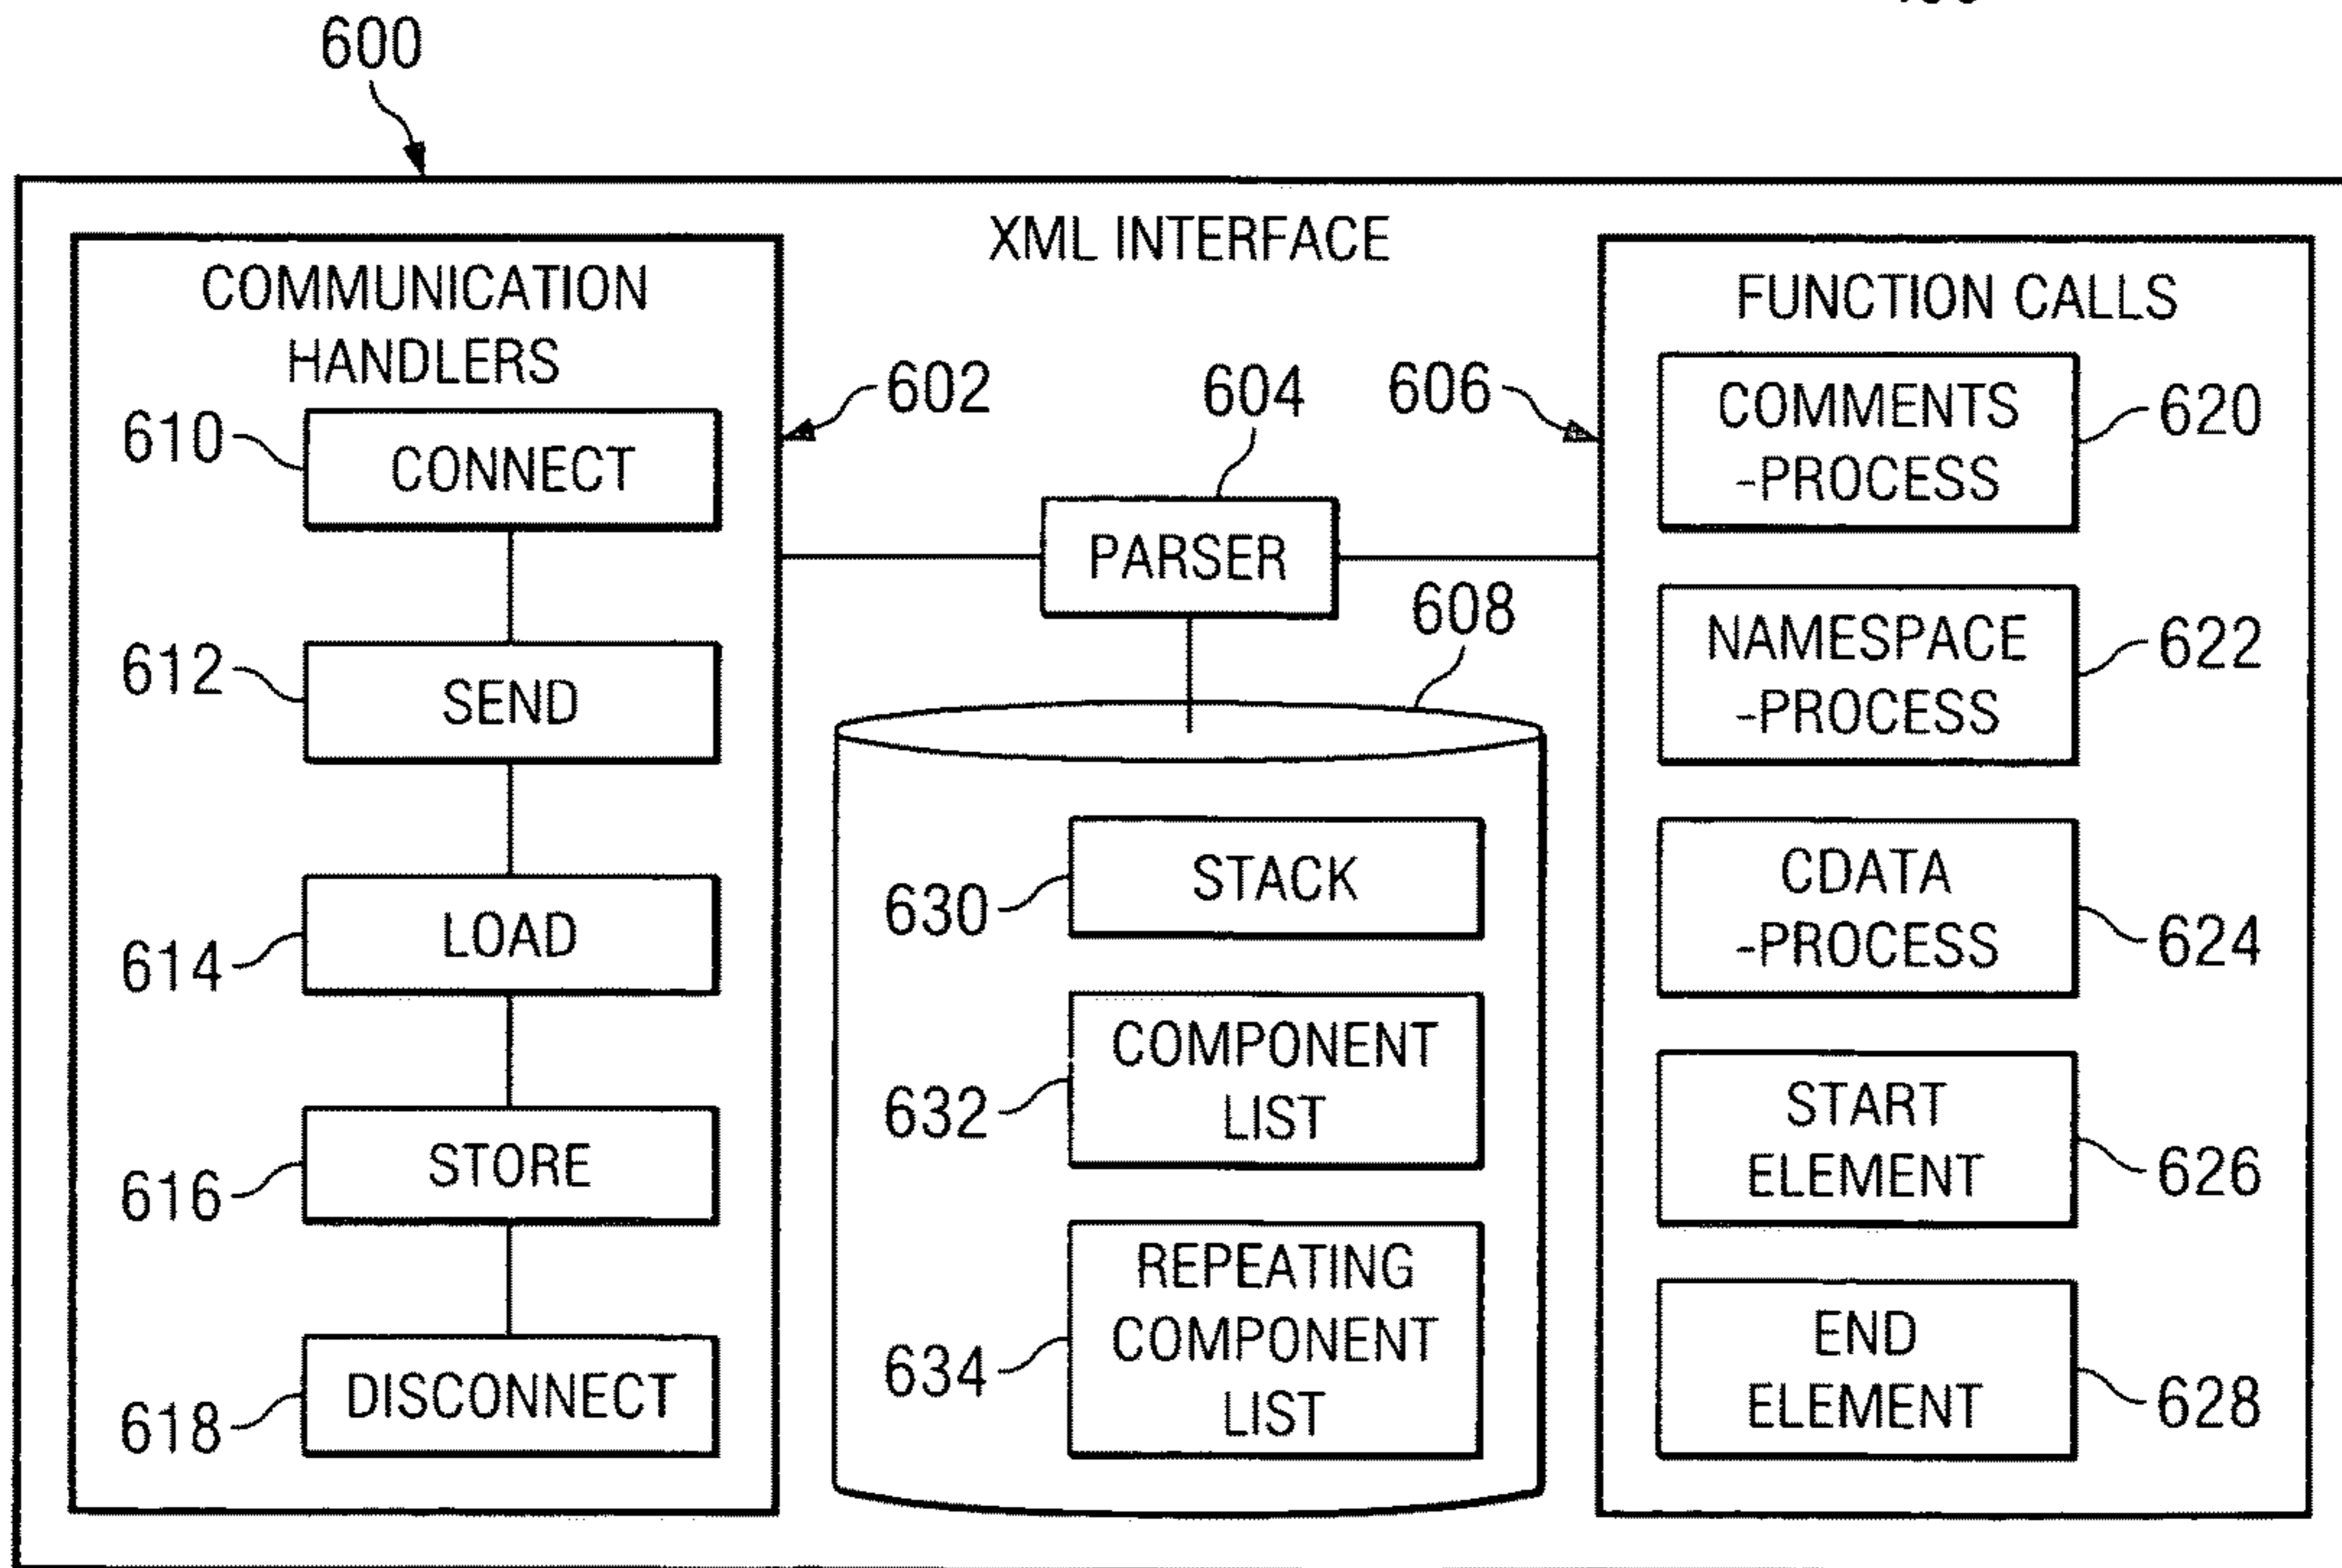 600
XML INTERFACE
COMMUNICATION
HANDLERS
602
610
CONNECT
612
SEND
614
LOAD
616
STORE
618
DISCONNECT
604
PARSER
608
630
STACK
632
COMPONENT
LIST
634
REPEATING
COMPONENT
LIST
606
FUNCTION CALLS
COMMENTS
-PROCESS
620
NAMESPACE
-PROCESS
622
CDATA
-PROCESS
624
START
ELEMENT
626
END
ELEMENT
628